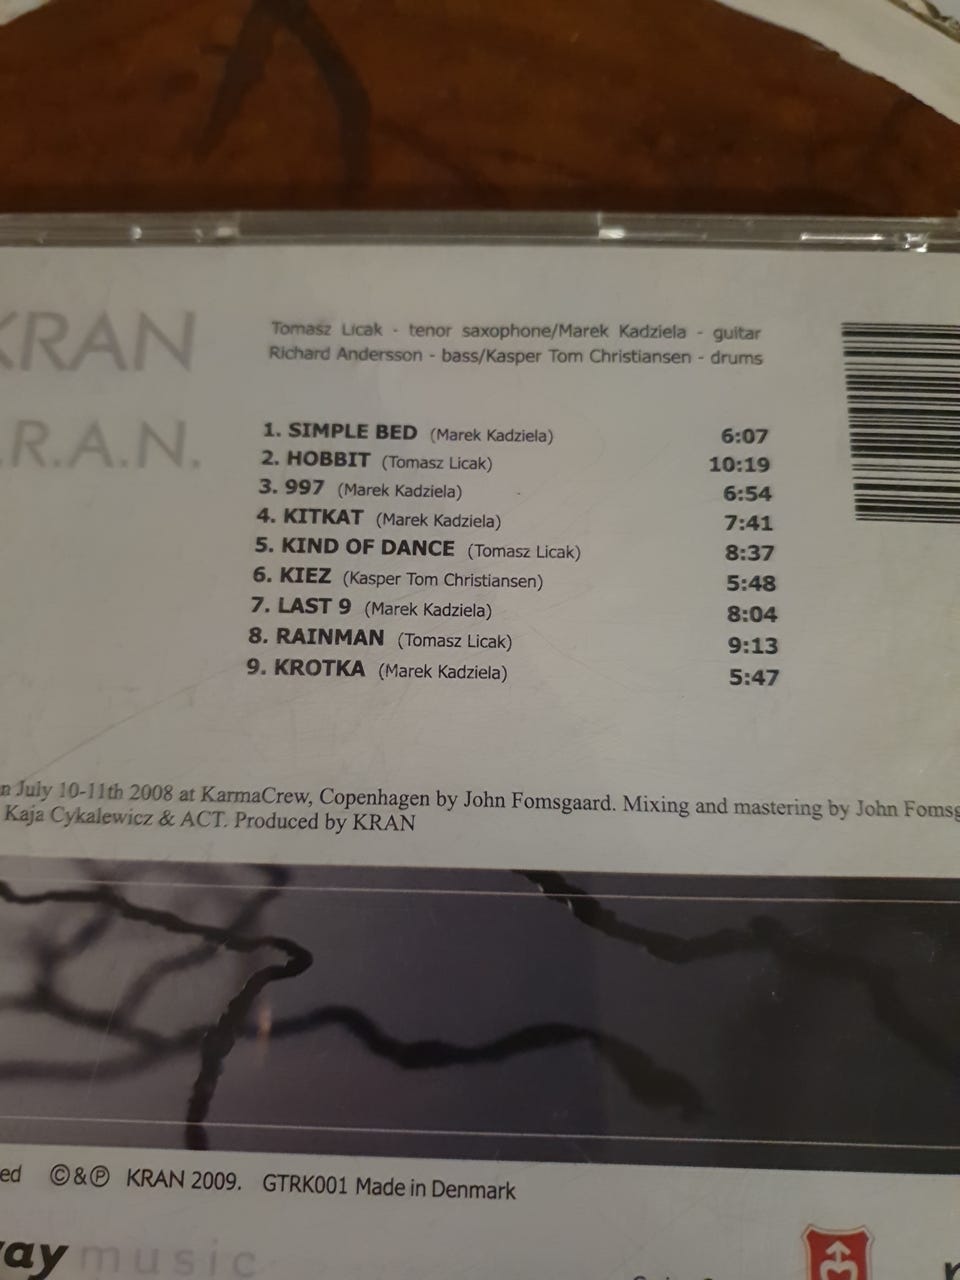 KRAN
.R.A.N.
Tomasz Licak - tenor saxophone/Marek Kadziela - guitar
Richard Andersson - bass/Kasper Tom Christiansen - drums
1. SIMPLE BED (Marek Kadziela) 6:07
2. HOBBIT (Tomasz Licak) 10:19
3. 997 (Marek Kadziela) 6:54
4. KITKAT (Marek Kadziela) 7:41
5. KIND OF DANCE (Tomasz Licak) 8:37
6. KIEZ (Kasper Tom Christiansen) 5:48
7. LAST 9 (Marek Kadziela) 8:04
8. RAINMAN (Tomasz Licak) 9:13
9. KROTKA (Marek Kadziela) 5:47
n July 10-11th 2008 at KarmaCrew, Copenhagen by John Fomsgaard. Mixing and mastering by John Fomsg
Kaja Cykalewicz & ACT. Produced by KRAN
ed ©&℗ KRAN 2009. GTRK001 Made in Denmark
ay music